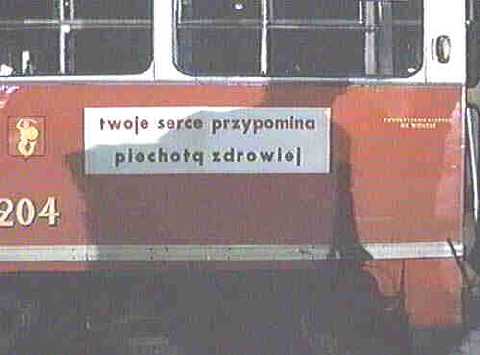 twoje serce przypomina
piechotą zdrowiej
204